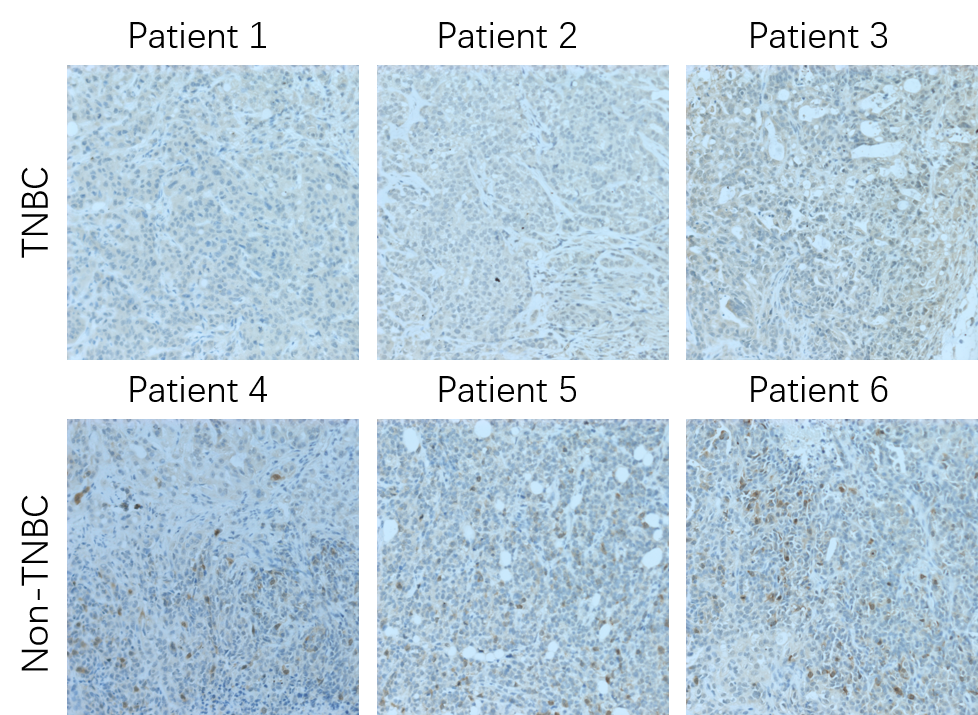 Patient 1
Patient 2
Patient 3
TNBC
Patient 4
Patient 5
Patient 6
Non-TNBC